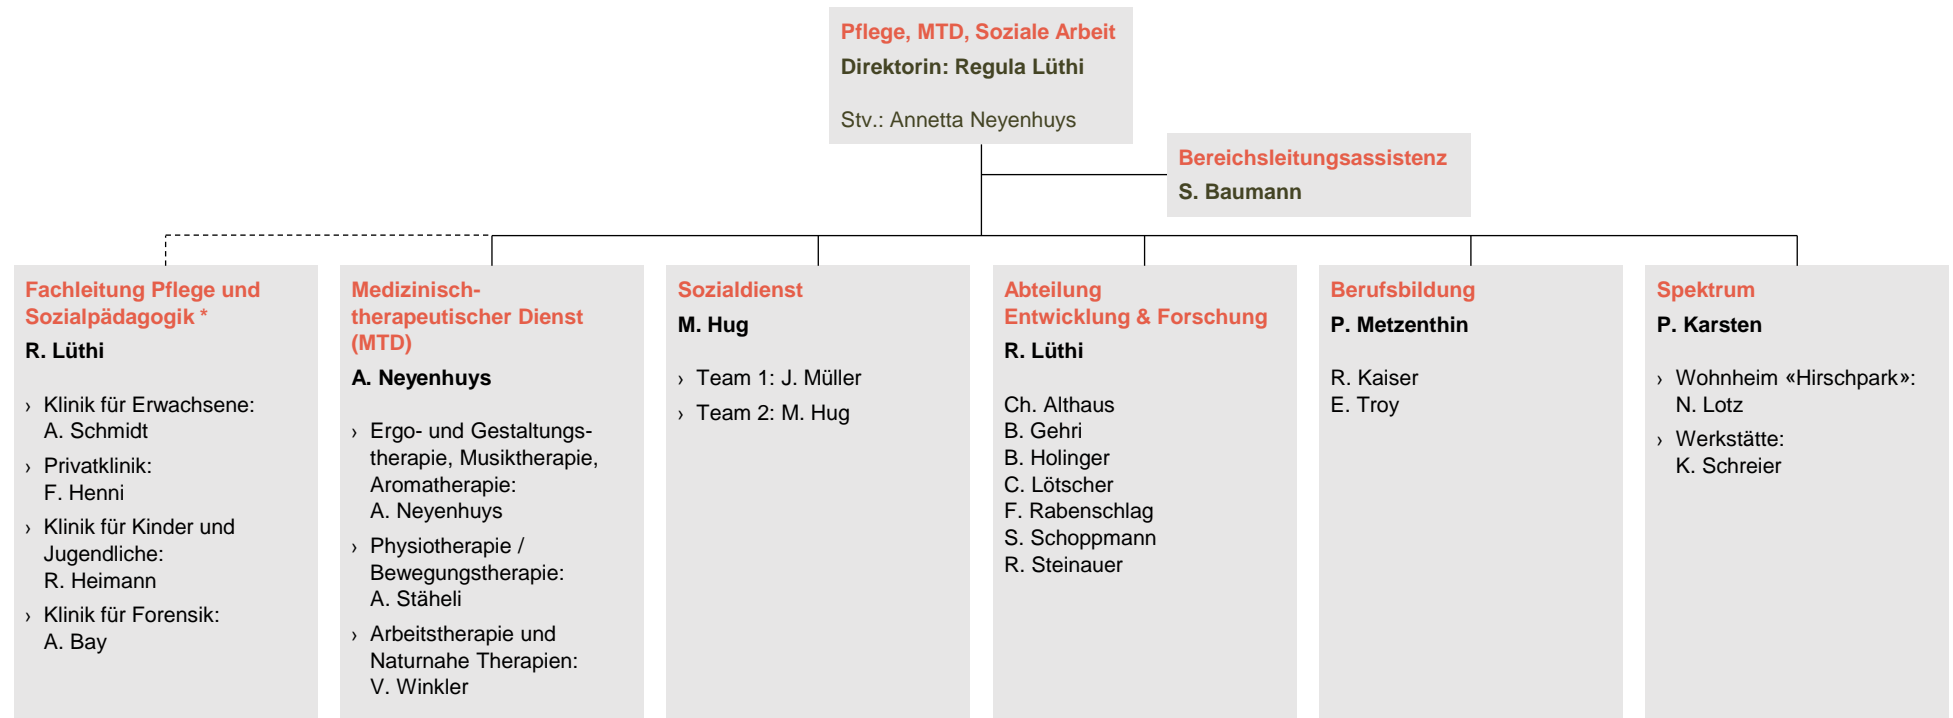 Pflege, MTD, Soziale Arbeit
Direktorin: Regula Lüthi
Stv.: Annetta Neyenhuys
Bereichsleitungsassistenz
S. Baumann
Fachleitung Pflege und
Sozialpädagogik *
R. Lüthi
› Klinik für Erwachsene:
A. Schmidt
› Privatklinik:
F. Henni
› Klinik für Kinder und
Jugendliche:
R. Heimann
› Klinik für Forensik:
A. Bay
Medizinisch-
therapeutischer Dienst
(MTD)
A. Neyenhuys
› Ergo- und Gestaltungs-
therapie, Musiktherapie,
Aromatherapie:
A. Neyenhuys
› Physiotherapie /
Bewegungstherapie:
A. Stäheli
› Arbeitstherapie und
Naturnahe Therapien:
V. Winkler
Sozialdienst
M. Hug
› Team 1: J. Müller
› Team 2: M. Hug
Abteilung
Entwicklung & Forschung
R. Lüthi
Ch. Althaus
B. Gehri
B. Holinger
C. Lötscher
F. Rabenschlag
S. Schoppmann
R. Steinauer
Berufsbildung
P. Metzenthin
R. Kaiser
E. Troy
Spektrum
P. Karsten
› Wohnheim «Hirschpark»:
N. Lotz
› Werkstätte:
K. Schreier